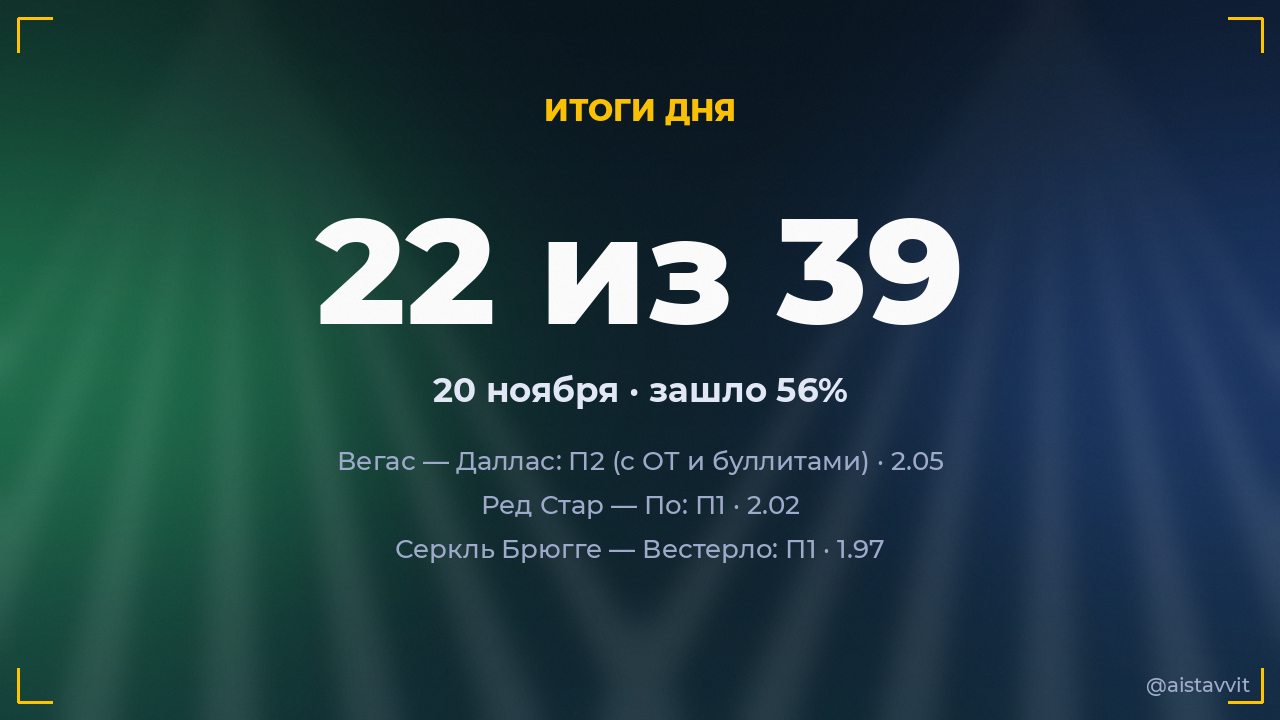 ИТОГИ ДНЯ
22 из 39
20 ноября · зашло 56%
Вегас — Даллас: П2 (с ОТ и буллитами) · 2.05
Ред Стар — По: П1 · 2.02
Серкль Брюгге — Вестерло: П1 · 1.97
@aistavvit